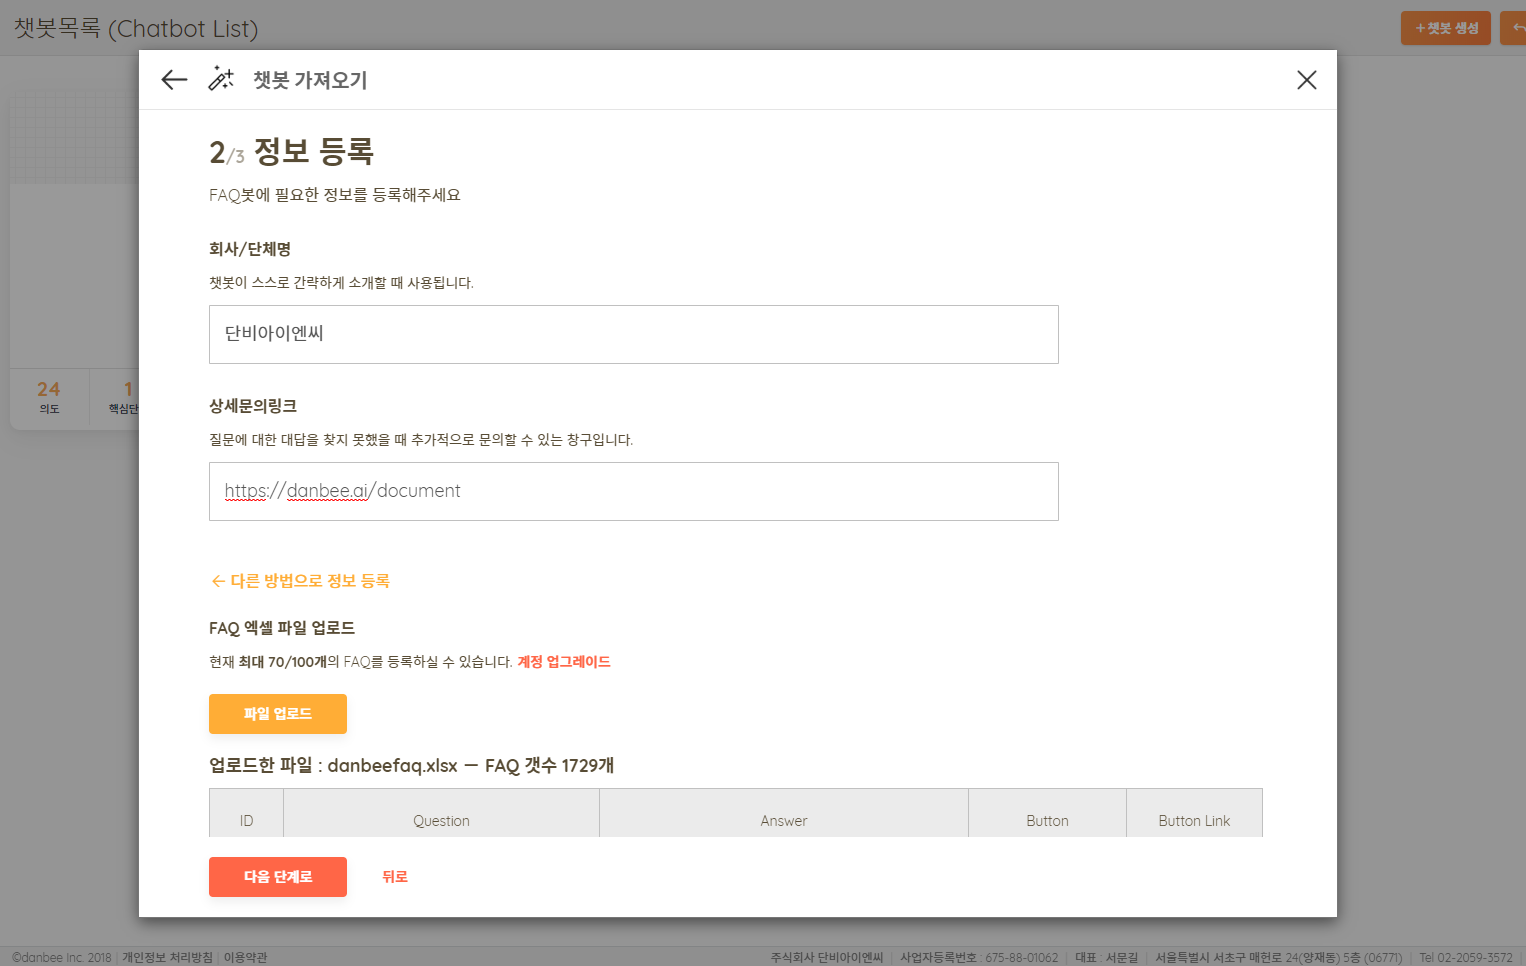 챗봇목록 (Chatbot List)
+ 챗봇 생성
챗봇 가져오기
2/3 정보 등록
FAQ봇에 필요한 정보를 등록해주세요
회사/단체명
챗봇이 스스로 간략하게 소개할 때 사용됩니다.
단비아이엔씨
24
의도
1
핵심단
상세문의링크
질문에 대한 대답을 찾지 못했을 때 추가적으로 문의할 수 있는 창구입니다.
https://danbee.ai/document
← 다른 방법으로 정보 등록
FAQ 엑셀 파일 업로드
현재 최대 70/100개의 FAQ를 등록하실 수 있습니다. 계정 업그레이드
파일 업로드
업로드한 파일 : danbeefaq.xlsx — FAQ 갯수 1729개
ID Question Answer Button Button Link
다음 단계로 뒤로
©danbee Inc. 2018 | 개인정보 처리방침 | 이용약관
주식회사 단비아이엔씨 | 사업자등록번호 : 675-88-01062 | 대표 : 서문길 | 서울특별시 서초구 매헌로 24(양재동) 5층 (06771) | Tel 02-2059-3572